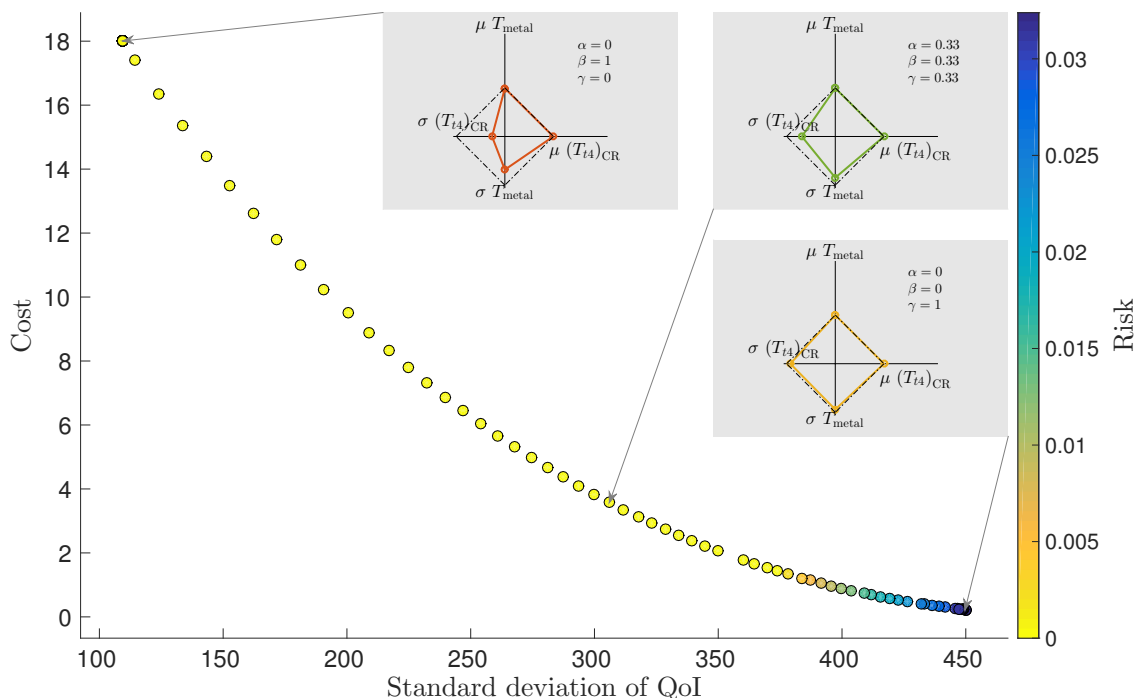 18
16
14
12
10
8
6
4
2
0
Cost
100
150
200
250
300
350
400
450
Standard deviation of QoI
μ T_metal
α = 0
β = 1
γ = 0
σ (T_t4)_CR
μ (T_t4)_CR
σ T_metal
μ T_metal
α = 0.33
β = 0.33
γ = 0.33
σ (T_t4)_CR
μ (T_t4)_CR
σ T_metal
μ T_metal
α = 0
β = 0
γ = 1
σ (T_t4)_CR
μ (T_t4)_CR
σ T_metal
0.03
0.025
0.02
0.015
0.01
0.005
0
Risk